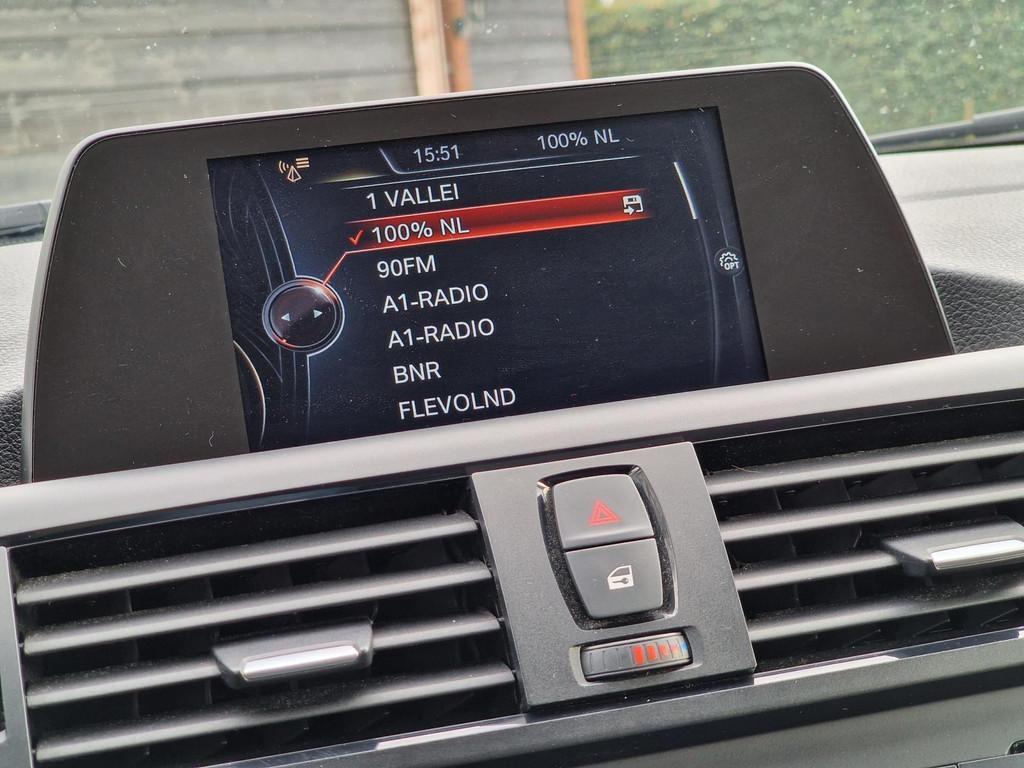 15:51 100% NL
1 VALLEI
100% NL
90FM
A1-RADIO
A1-RADIO
OPT
BNR
FLEVOLND